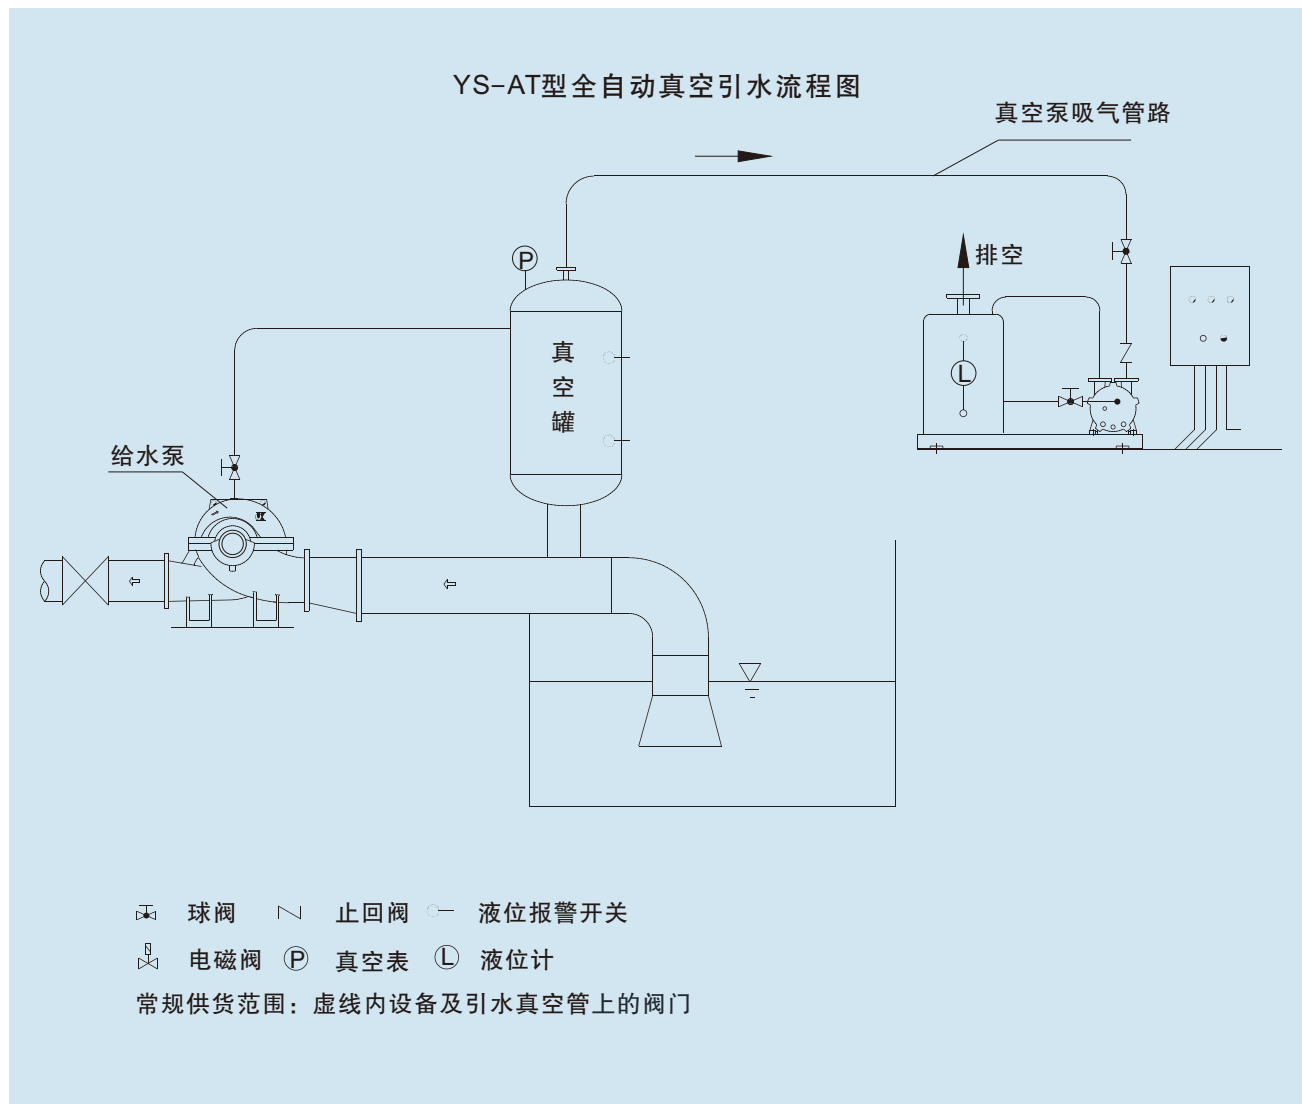 YS-AT型全自动真空引水流程图
真空泵吸气管路
排空
P
真
空
罐
L
给水泵
球阀 止回阀 液位报警开关
电磁阀 P 真空表 L 液位计
常规供货范围：虚线内设备及引水真空管上的阀门